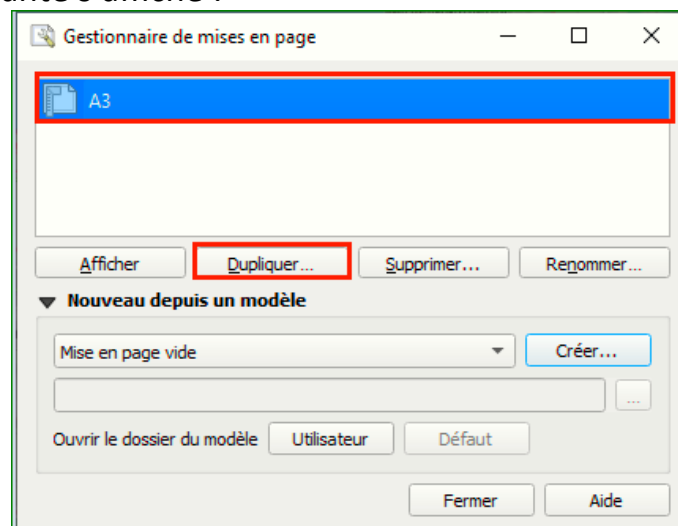 Gestionnaire de mises en page
A3
Afficher Dupliquer... Supprimer... Renommer...
Nouveau depuis un modèle
Mise en page vide Créer...
...
Ouvrir le dossier du modèle Utilisateur Défaut
Fermer Aide